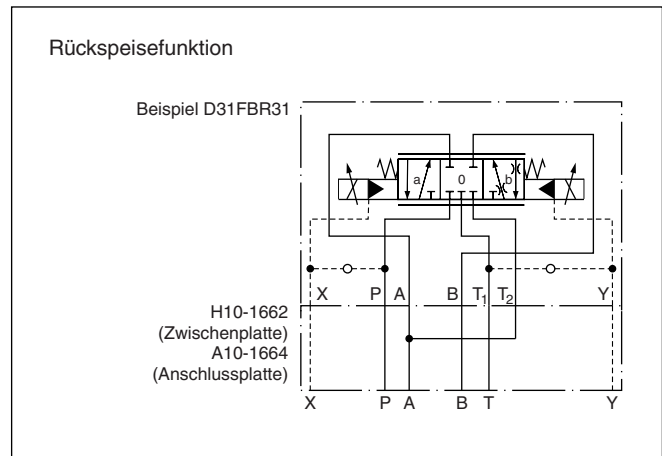 Rückspeisefunktion
Beispiel D31FBR31
a 0 b
X P A B T₁ T₂ Y
H10-1662
(Zwischenplatte)
A10-1664
(Anschlussplatte)
X P A B T Y